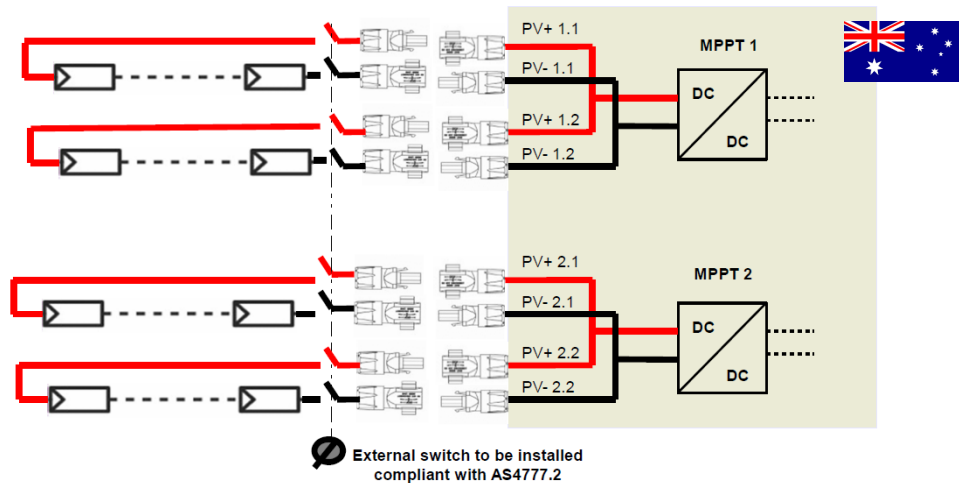 PV+ 1.1
MPPT 1
PV- 1.1
DC
PV+ 1.2
DC
PV- 1.2
PV+ 2.1
MPPT 2
PV- 2.1
DC
PV+ 2.2
DC
PV- 2.2
External switch to be installed
compliant with AS4777.2